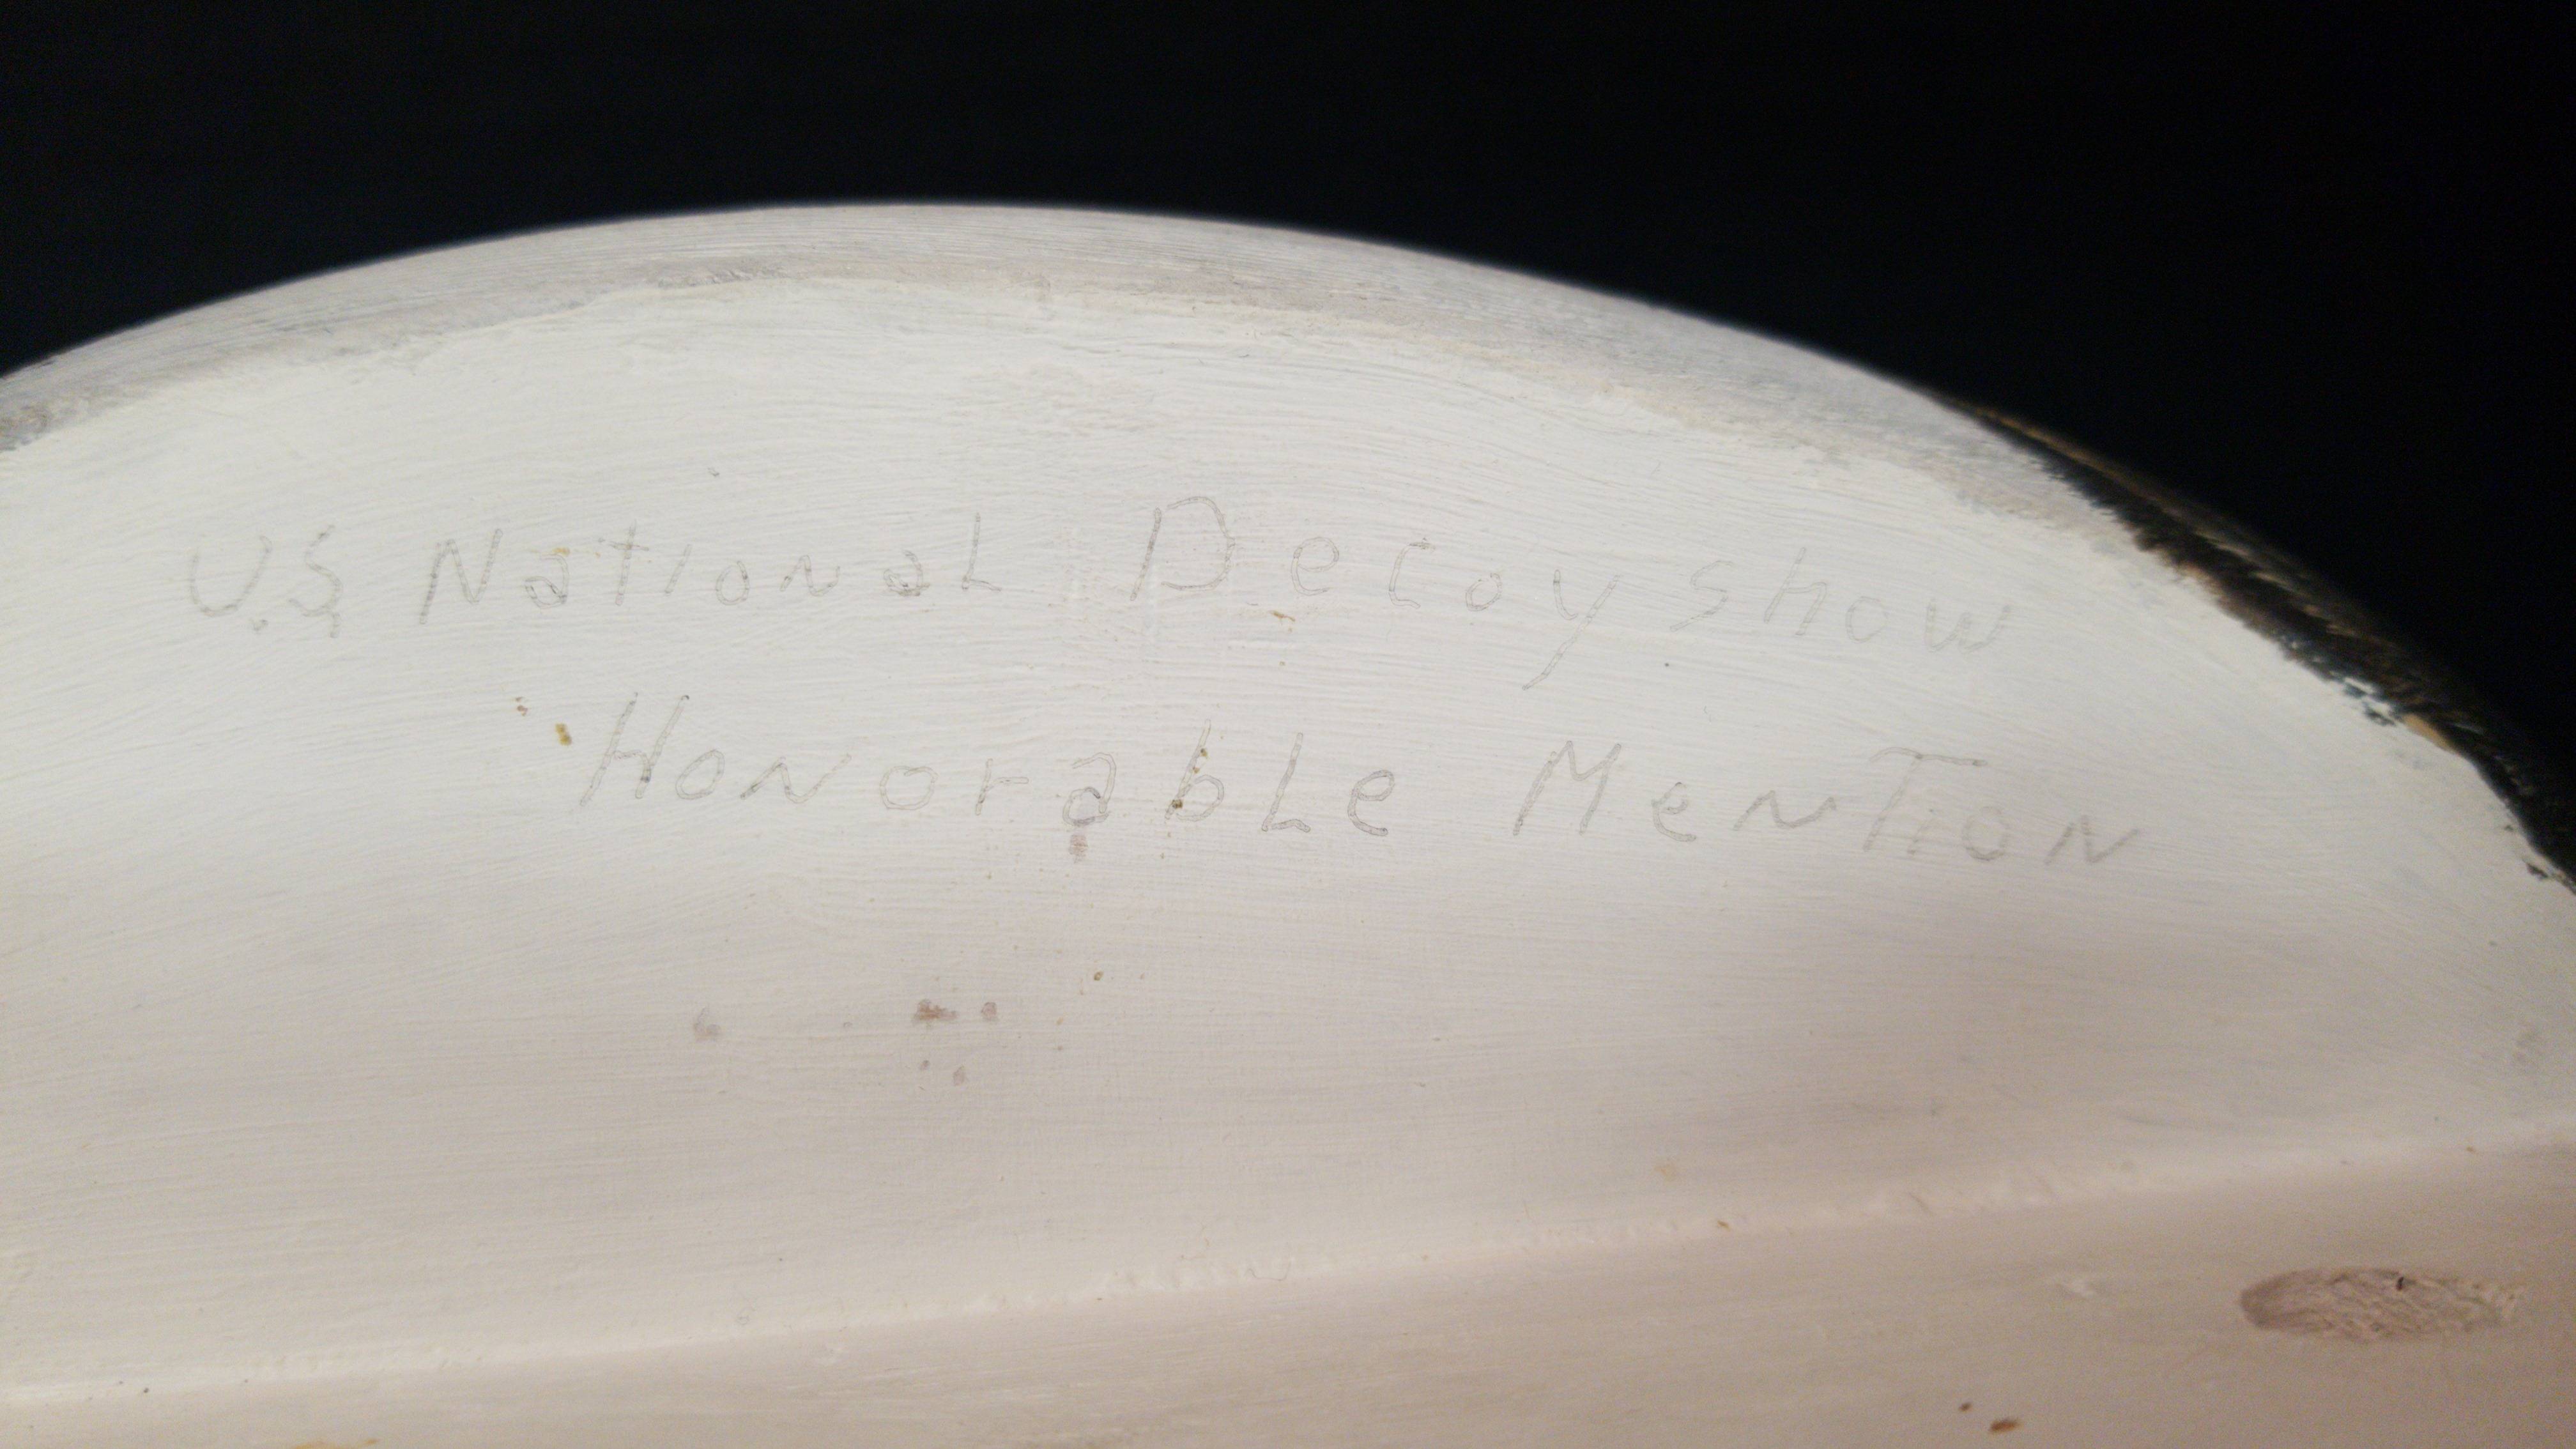 U.S. National Decoy show
Honorable Mention